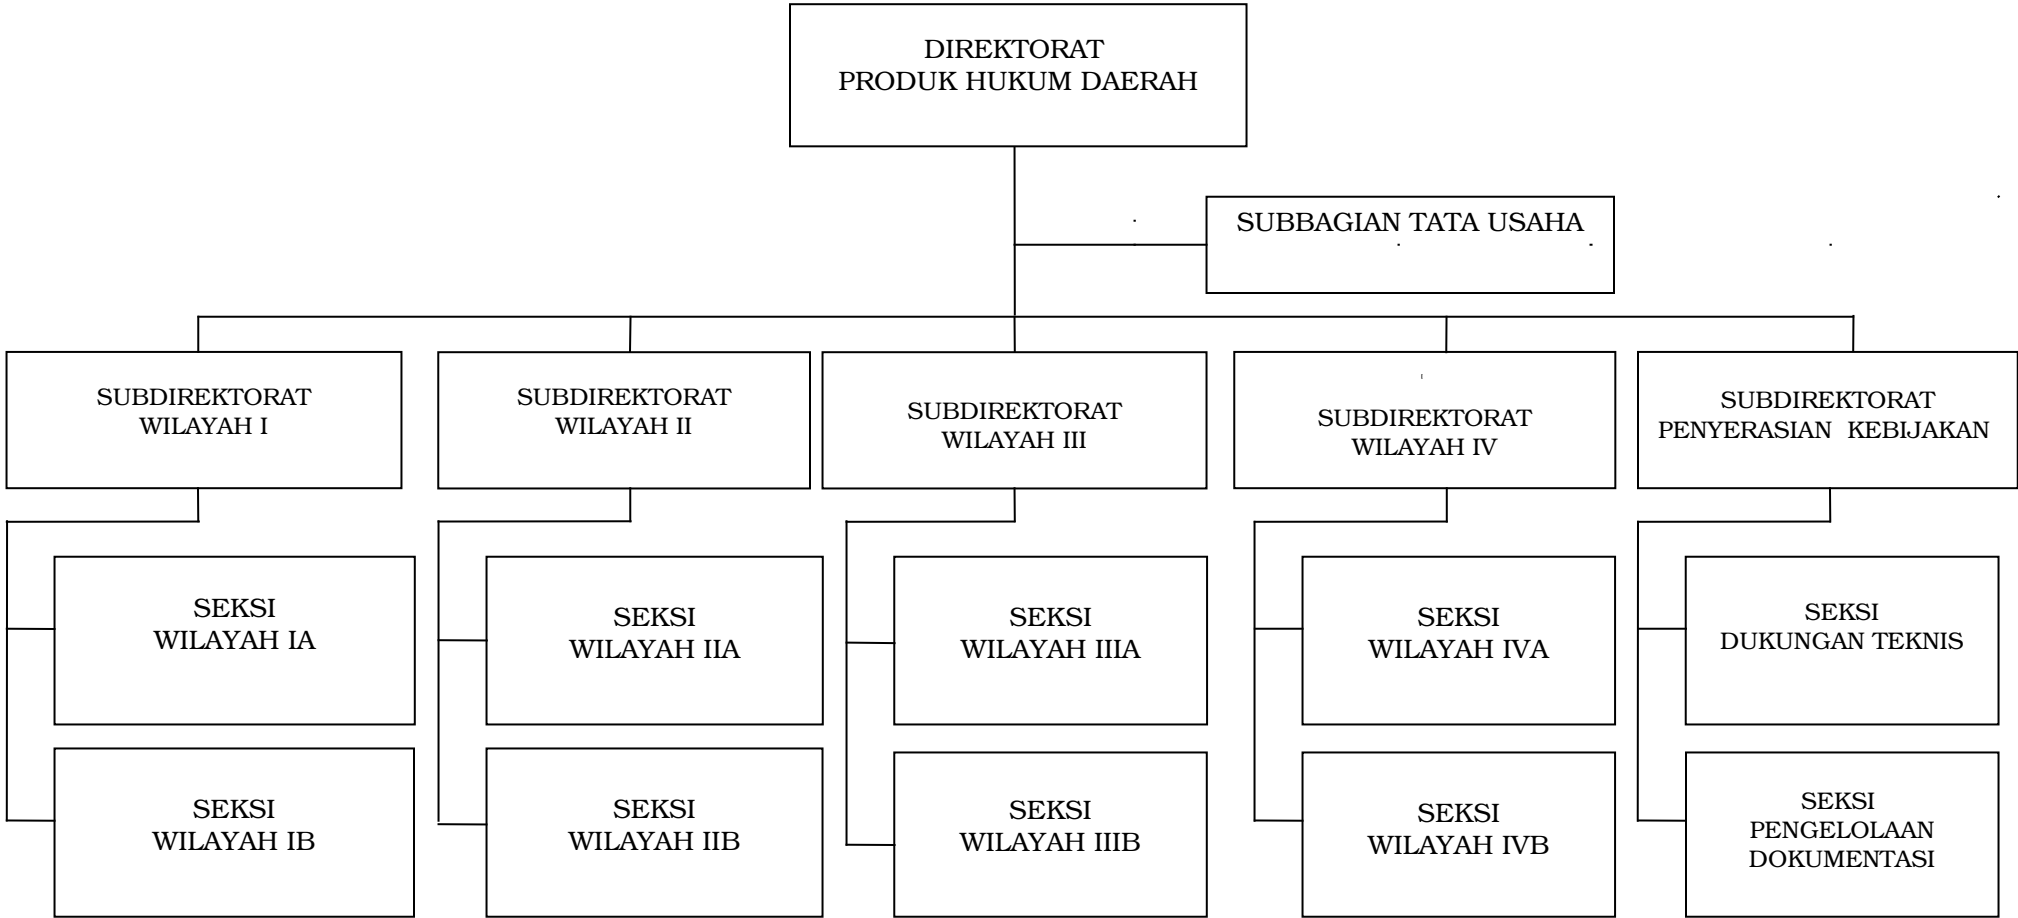 DIREKTORAT
PRODUK HUKUM DAERAH
SUBBAGIAN TATA USAHA
SUBDIREKTORAT
WILAYAH I
SUBDIREKTORAT
WILAYAH II
SUBDIREKTORAT
WILAYAH III
SUBDIREKTORAT
WILAYAH IV
SUBDIREKTORAT
PENYERASIAN KEBIJAKAN
SEKSI
WILAYAH IA
SEKSI
WILAYAH IIA
SEKSI
WILAYAH IIIA
SEKSI
WILAYAH IVA
SEKSI
DUKUNGAN TEKNIS
SEKSI
WILAYAH IB
SEKSI
WILAYAH IIB
SEKSI
WILAYAH IIIB
SEKSI
WILAYAH IVB
SEKSI
PENGELOLAAN
DOKUMENTASI